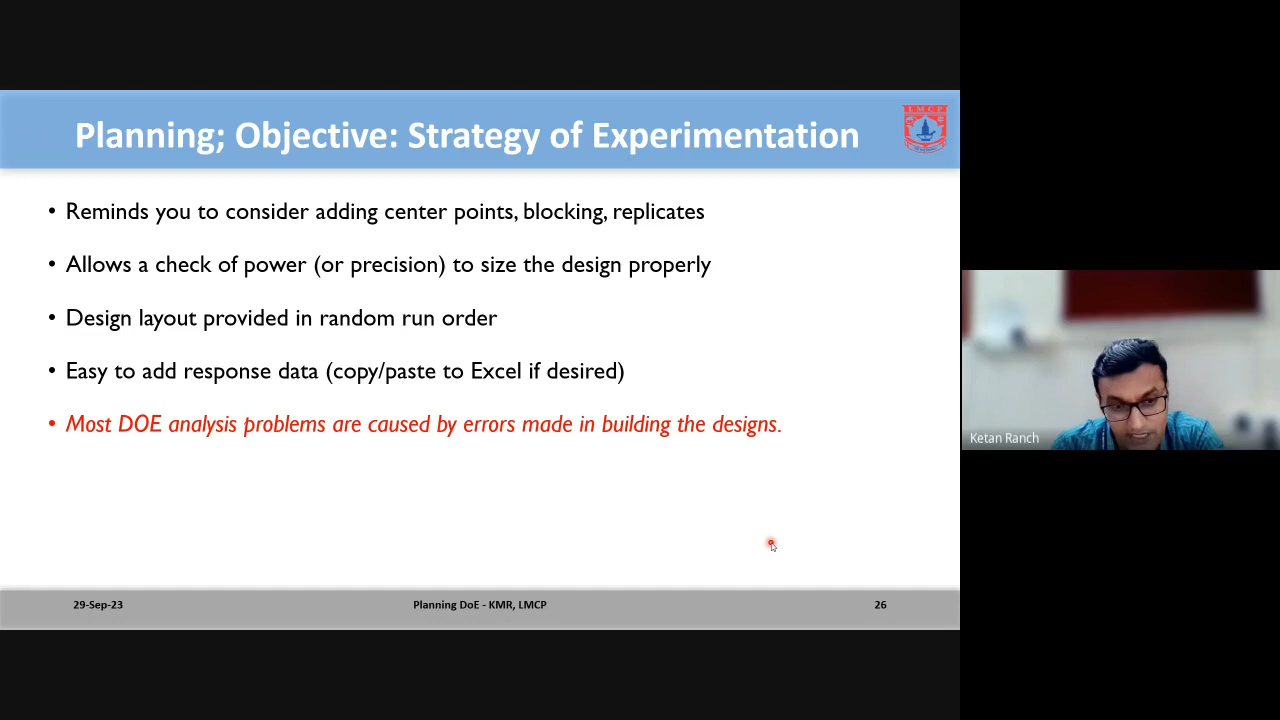 Planning; Objective: Strategy of Experimentation
LMCP
• Reminds you to consider adding center points, blocking, replicates
• Allows a check of power (or precision) to size the design properly
• Design layout provided in random run order
• Easy to add response data (copy/paste to Excel if desired)
• Most DOE analysis problems are caused by errors made in building the designs.
Ketan Ranch
29-Sep-23
Planning DoE - KMR, LMCP
26